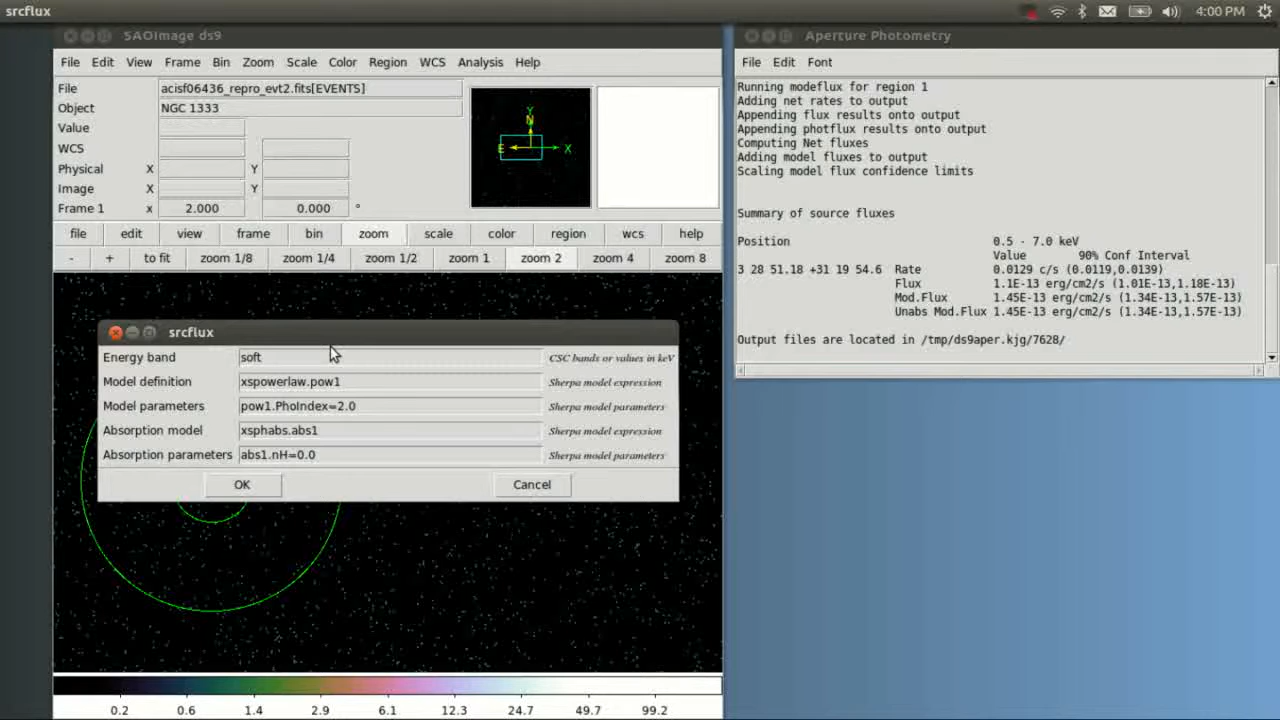 srcflux
4:00 PM
SAOImage ds9
File Edit View Frame Bin Zoom Scale Color Region WCS Analysis Help
File acisf06436_repro_evt2.fits[EVENTS]
Object NGC 1333
Value
WCS
Physical X Y
Image X Y
Frame 1 x 2.000 0.000 °
Y
N
E X
file edit view frame bin zoom scale color region wcs help
- + to fit zoom 1/8 zoom 1/4 zoom 1/2 zoom 1 zoom 2 zoom 4 zoom 8
srcflux
Energy band soft CSC bands or values in keV
Model definition xspowerlaw.pow1 Sherpa model expression
Model parameters pow1.PhoIndex=2.0 Sherpa model parameters
Absorption model xsphabs.abs1 Sherpa model expression
Absorption parameters abs1.nH=0.0 Sherpa model parameters
OK Cancel
0.2 0.6 1.4 2.9 6.1 12.3 24.7 49.7 99.2
Aperture Photometry
File Edit Font
Running modeflux for region 1
Adding net rates to output
Appending flux results onto output
Appending photflux results onto output
Computing Net fluxes
Adding model fluxes to output
Scaling model flux confidence limits
Summary of source fluxes
Position 0.5 - 7.0 keV
Value 90% Conf Interval
3 28 51.18 +31 19 54.6 Rate 0.0129 c/s (0.0119,0.0139)
Flux 1.1E-13 erg/cm2/s (1.01E-13,1.18E-13)
Mod.Flux 1.45E-13 erg/cm2/s (1.34E-13,1.57E-13)
Unabs Mod.Flux 1.45E-13 erg/cm2/s (1.34E-13,1.57E-13)
Output files are located in /tmp/ds9aper.kjg/7628/